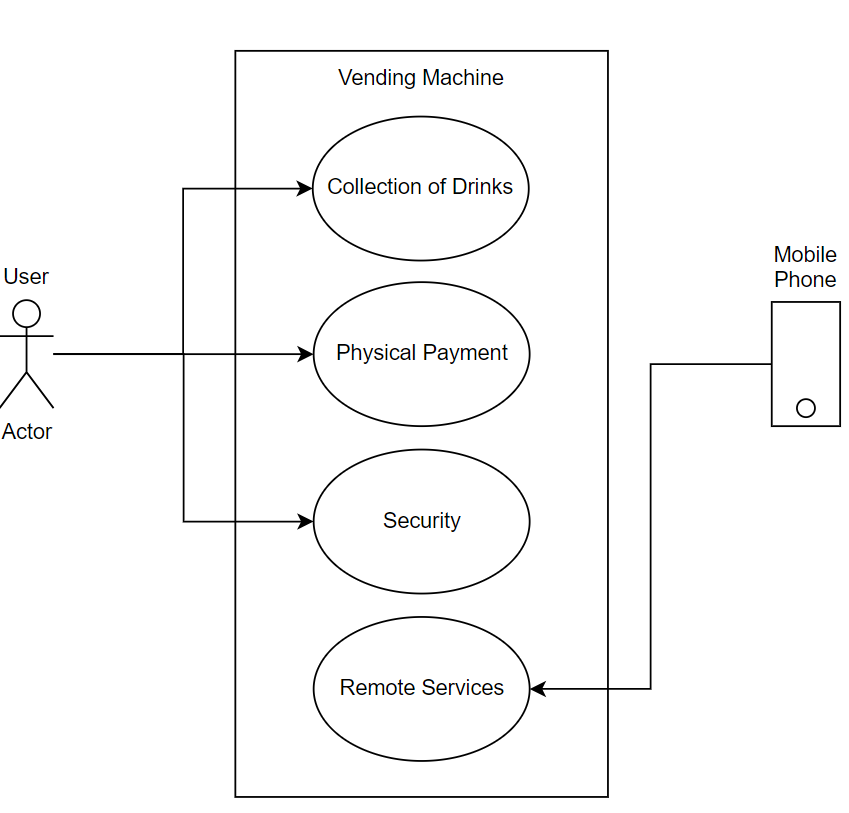 Vending Machine
Collection of Drinks
User
Actor
Physical Payment
Security
Remote Services
Mobile
Phone